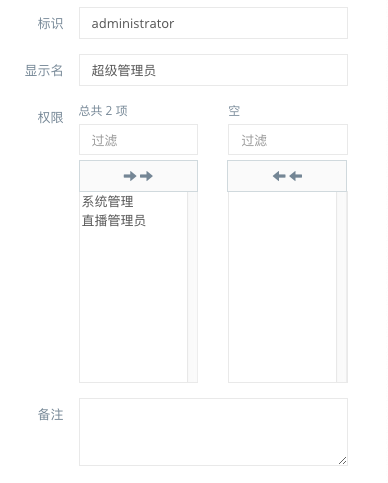 标识
administrator
显示名
超级管理员
权限
总共 2 项
空
过滤
过滤
系统管理
直播管理员
备注